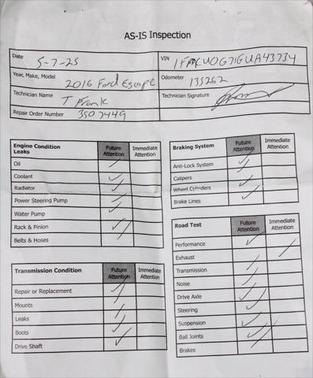 AS-IS Inspection
Date 5-7-25 VIN
Year, Make, Model 2016 Ford Escape Odometer 135262
Technician Name T Prank Technician Signature
Repair Order Number 3507449
Engine Condition Leaks Future Attention Immediate Attention
Oil
Coolant
Radiator
Power Steering Pump
Water Pump
Rack & Pinion
Belts & Hoses
Braking System Future Attention Immediate Attention
Anti-Lock System
Calipers
Wheel Cylinders
Brake Lines
Transmission Condition Future Attention Immediate Attention
Repair or Replacement
Mounts
Leaks
Boots
Drive Shaft
Road Test Future Attention Immediate Attention
Performance
Exhaust
Transmission
Noise
Drive Axle
Steering
Suspension
Ball Joints
Brakes